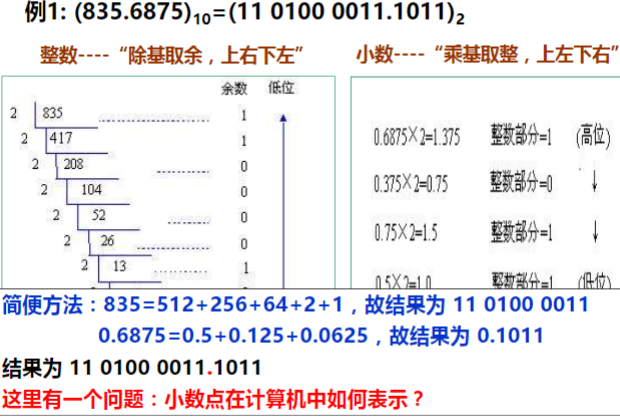 例1: (835.6875)₁₀=(11 0100 0011.1011)₂
整数----“除基取余，上右下左”
小数----“乘基取整，上左下右”
余数 低位
2 835 1
2 417 1
2 208 0
2 104 0
2 52 0
2 26 0
2 13 1
0.6875×2=1.375 整数部分=1 (高位)
0.375×2=0.75 整数部分=0 ↓
0.75×2=1.5 整数部分=1 ↓
0.5×2=1.0 整数部分=1 (低位)
简便方法：835=512+256+64+2+1，故结果为 11 0100 0011
0.6875=0.5+0.125+0.0625，故结果为 0.1011
结果为 11 0100 0011.1011
这里有一个问题：小数点在计算机中如何表示？